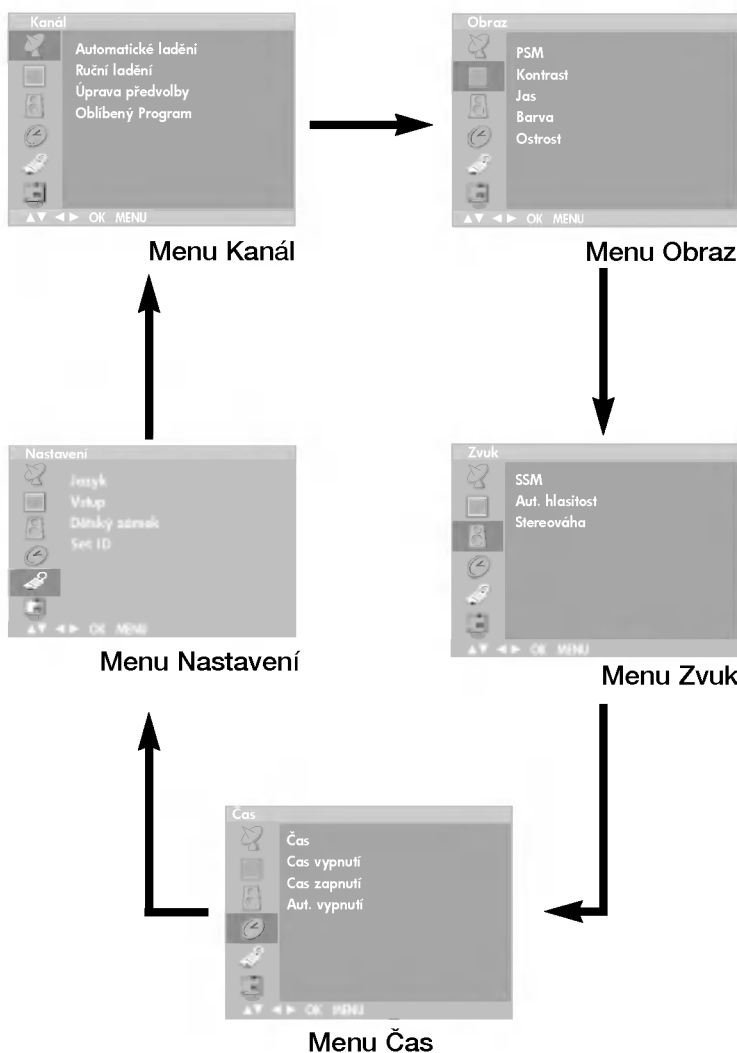 Kanál
Automatické ladění
Ruční ladění
Úprava předvolby
Oblíbený Program
▲▼ ◄► OK MENU
Menu Kanál
Obraz
PSM
Kontrast
Jas
Barva
Ostrost
▲▼ ◄► OK MENU
Menu Obraz
Nastavení
Jazyk
Vstup
Dětský zámek
Set ID
▲▼ ◄► OK MENU
Menu Nastavení
Zvuk
SSM
Aut. hlasitost
Stereováha
▲▼ ◄► OK MENU
Menu Zvuk
Čas
Čas
Cas vypnutí
Cas zapnutí
Aut. vypnutí
▲▼ ◄► OK MENU
Menu Čas